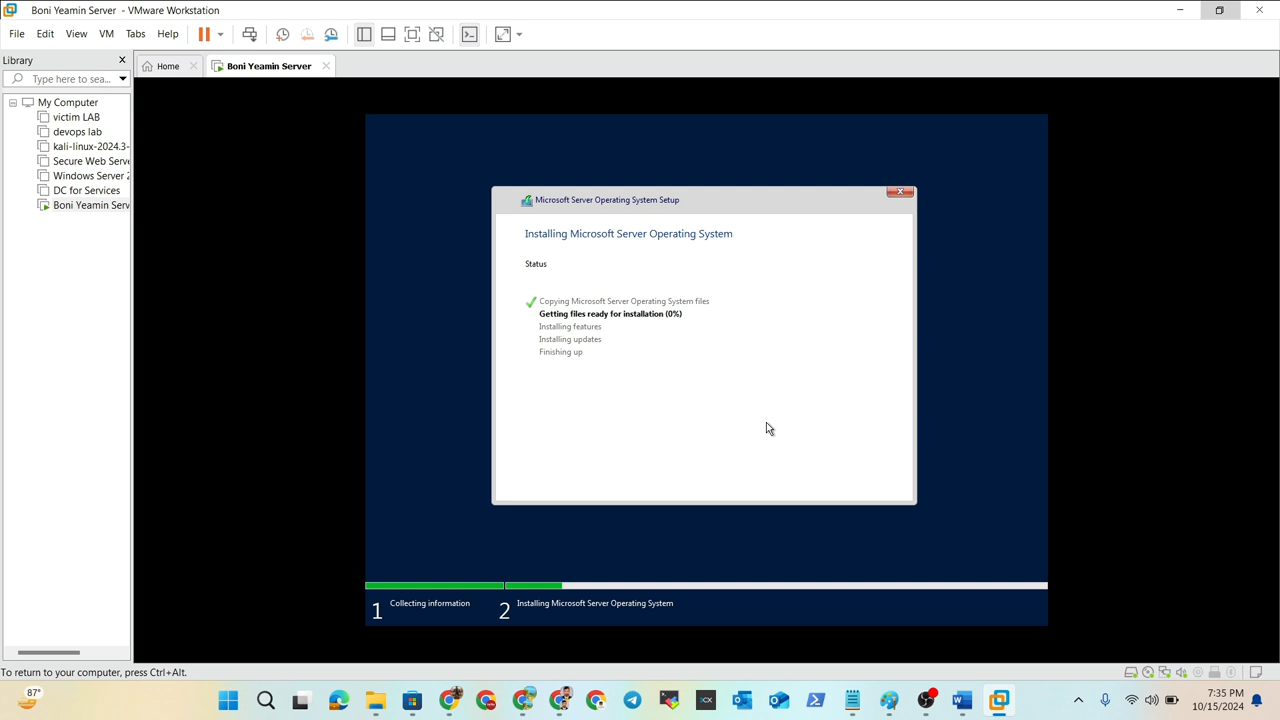 Boni Yeamin Server - VMware Workstation
File Edit View VM Tabs Help
Library
Type here to sea...
Home
Boni Yeamin Server
My Computer
victim LAB
devops lab
kali-linux-2024.3-
Secure Web Serve
Windows Server 2
DC for Services
Boni Yeamin Serv
Microsoft Server Operating System Setup
Installing Microsoft Server Operating System
Status
Copying Microsoft Server Operating System files
Getting files ready for installation (0%)
Installing features
Installing updates
Finishing up
1 Collecting information
2 Installing Microsoft Server Operating System
To return to your computer, press Ctrl+Alt.
87°
7:35 PM
10/15/2024